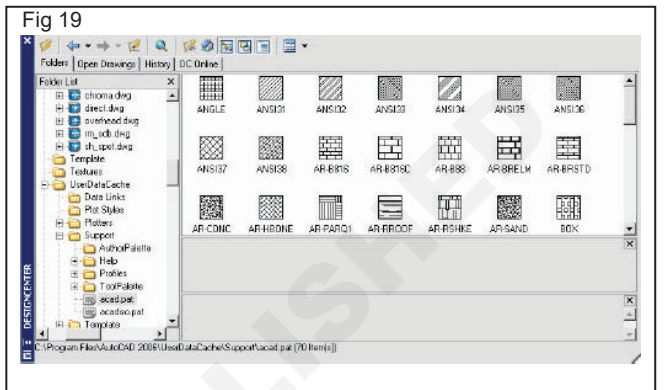 Fig 19
Folders Open Drawings History DC Online
Folder List
chroma.dwg
direct.dwg
overhead.dwg
rm_sdb.dwg
sh_spot.dwg
Template
Textures
UserDataCache
Data Links
Plot Styles
Plotters
Support
AuthorPalette
Help
Profiles
ToolPalette
acad.pat
acadiso.pat
Template
ANGLE ANSI31 ANSI32 ANSI33 ANSI34 ANSI35 ANSI36
ANSI37 ANSI38 AR-B816 AR-B816C AR-B88 AR-BRELM AR-BRSTD
AR-CONC AR-HBONE AR-PARQ1 AR-RROOF AR-RSHKE AR-SAND BOX
DESIGNCENTER
C:\Program Files\AutoCAD 2006\UserDataCache\Support\acad.pat (70 Item(s))
LISHED